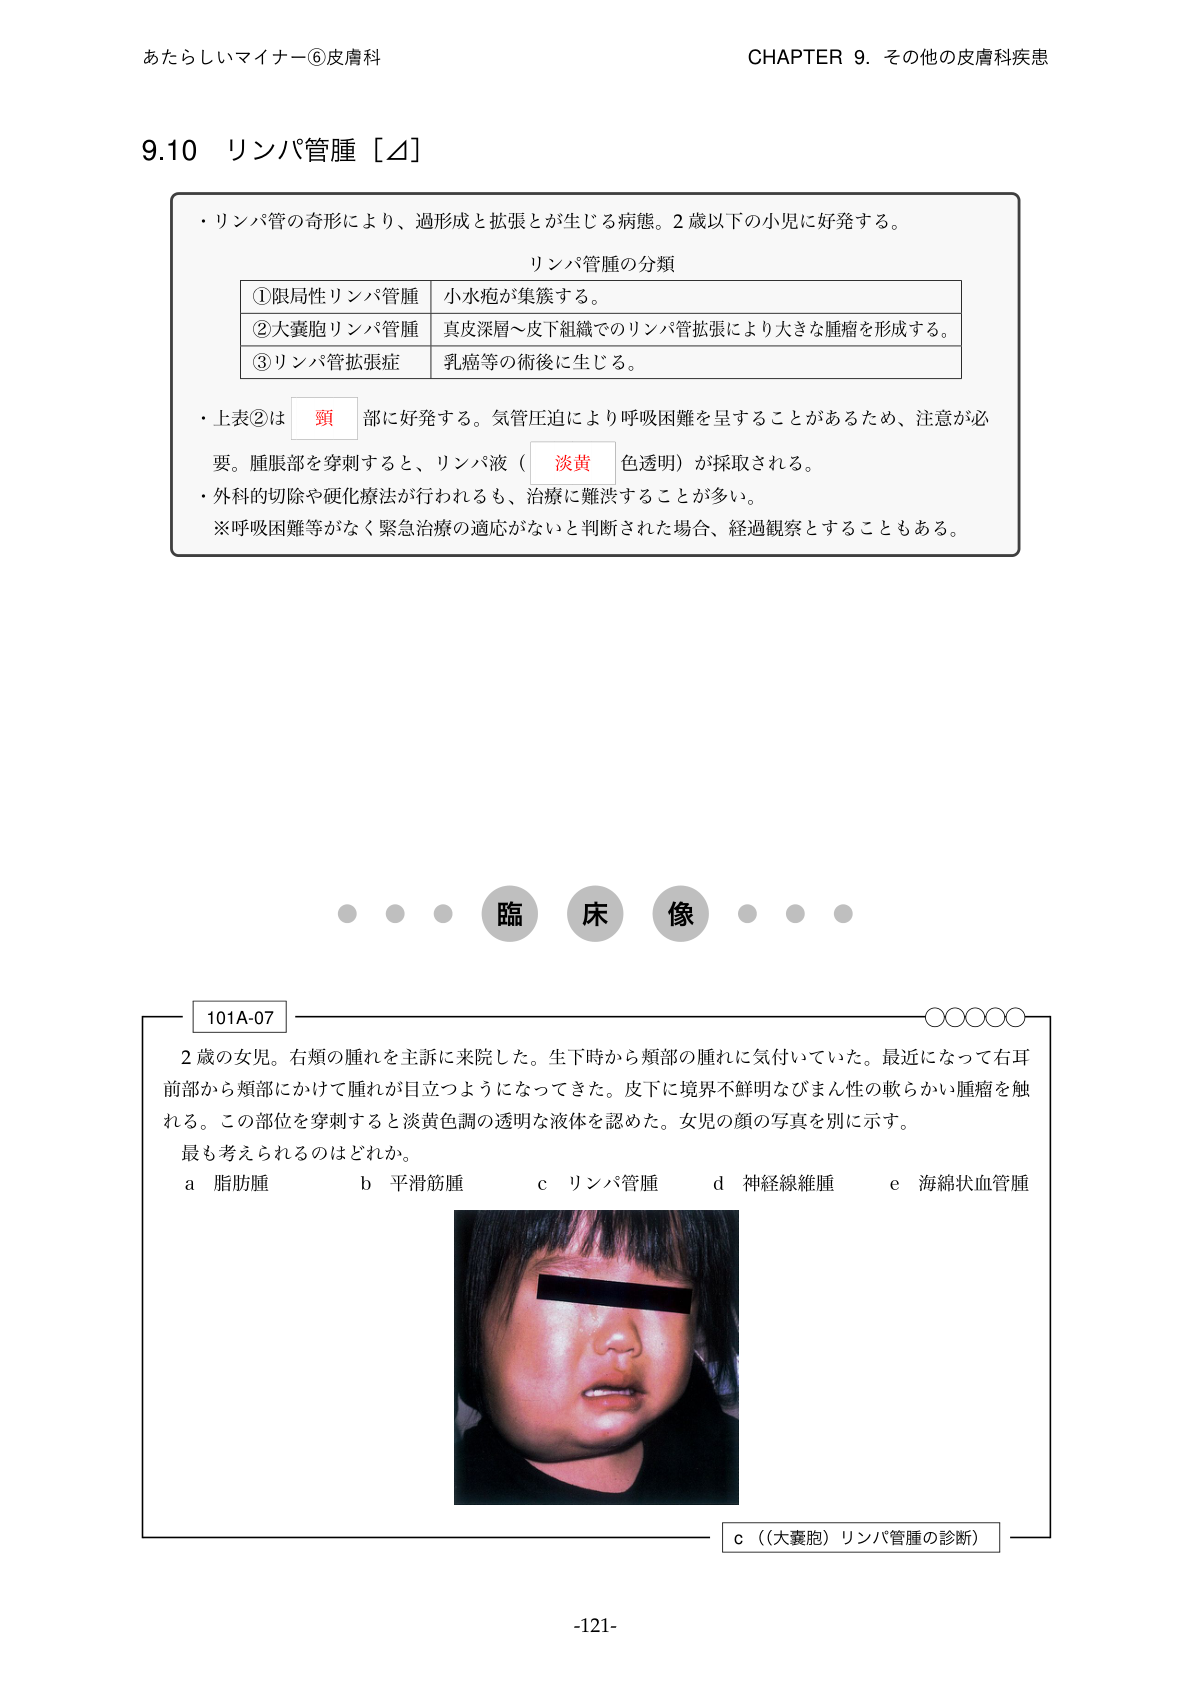 あたらしいマイナー⑥皮膚科　CHAPTER 9. その他の皮膚科疾患
9.10　リンパ管腫［⊿］
・リンパ管の奇形により、過形成と拡張とが生じる病態。2 歳以下の小児に好発する。
リンパ管腫の分類
①限局性リンパ管腫　小水疱が集簇する。
②大嚢胞リンパ管腫　真皮深層〜皮下組織でのリンパ管拡張により大きな腫瘤を形成する。
③リンパ管拡張症　乳癌等の術後に生じる。
・上表②は 頸 部に好発する。気管圧迫により呼吸困難を呈することがあるため、注意が必
要。腫脹部を穿刺すると、リンパ液（ 淡黄 色透明）が採取される。
・外科的切除や硬化療法が行われるも、治療に難渋することが多い。
※呼吸困難等がなく緊急治療の適応がないと判断された場合、経過観察とすることもある。
臨床像
101A-07 ○○○○○
2 歳の女児。右頰の腫れを主訴に来院した。生下時から頰部の腫れに気付いていた。最近になって右耳
前部から頰部にかけて腫れが目立つようになってきた。皮下に境界不鮮明なびまん性の軟らかい腫瘤を触
れる。この部位を穿刺すると淡黄色調の透明な液体を認めた。女児の顔の写真を別に示す。
最も考えられるのはどれか。
a　脂肪腫　b　平滑筋腫　c　リンパ管腫　d　神経線維腫　e　海綿状血管腫
c（（大嚢胞）リンパ管腫の診断）
-121-